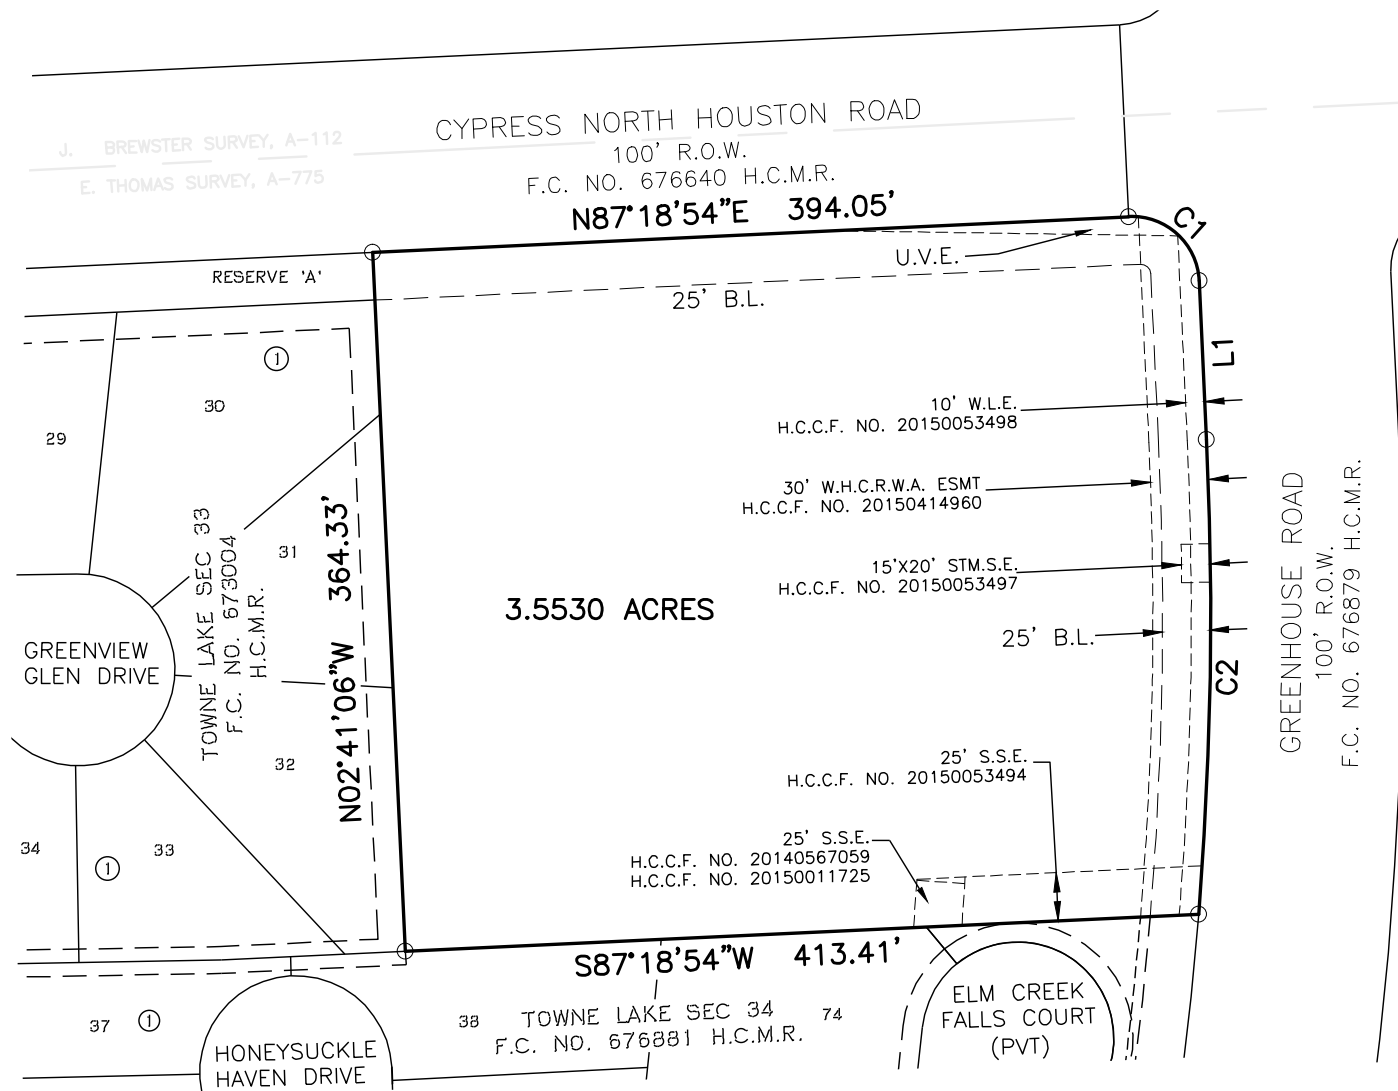 CYPRESS NORTH HOUSTON ROAD
100' R.O.W.
F.C. NO. 676640 H.C.M.R.
J. BREWSTER SURVEY, A-112
E. THOMAS SURVEY, A-775
N87°18'54"E 394.05'
C1
U.V.E.
RESERVE 'A'
25' B.L.
L1
1
30
29
10' W.L.E.
H.C.C.F. NO. 20150053498
30' W.H.C.R.W.A. ESMT
H.C.C.F. NO. 20150414960
15'X20' STM.S.E.
H.C.C.F. NO. 20150053497
25' B.L.
C2
GREENHOUSE ROAD
100' R.O.W.
F.C. NO. 676879 H.C.M.R.
31
TOWNE LAKE SEC 33
F.C. NO. 673004
H.C.M.R.
N02°41'06"W 364.33'
3.5530 ACRES
GREENVIEW
GLEN DRIVE
32
25' S.S.E.
H.C.C.F. NO. 20150053494
25' S.S.E.
H.C.C.F. NO. 20140567059
H.C.C.F. NO. 20150011725
34
1
33
S87°18'54"W 413.41'
37
1
38
TOWNE LAKE SEC 34
F.C. NO. 676881 H.C.M.R.
74
HONEYSUCKLE
HAVEN DRIVE
ELM CREEK
FALLS COURT
(PVT)